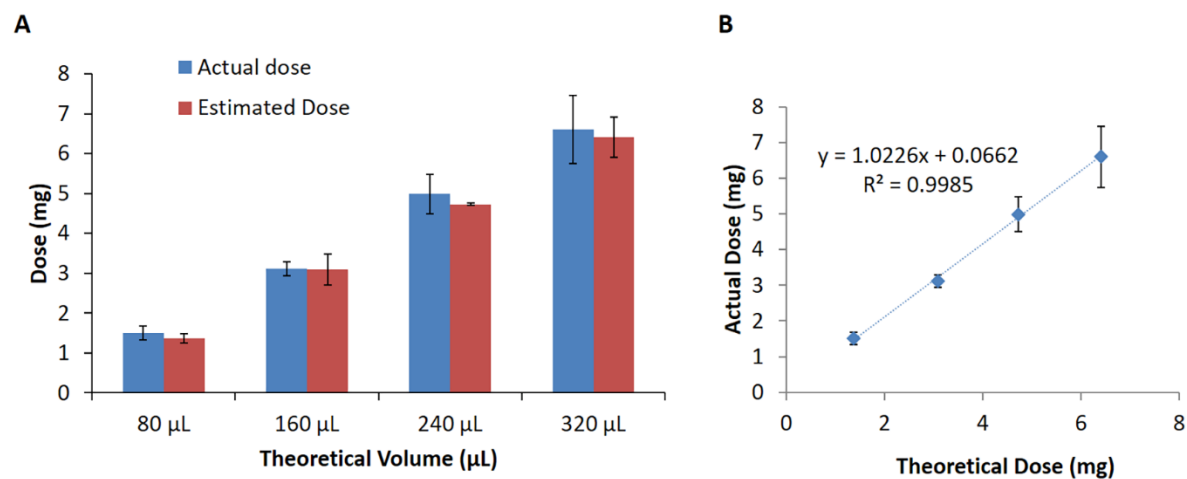 A
Actual dose
Estimated Dose
8
7
6
5
4
3
2
1
0
Dose (mg)
80 µL 160 µL 240 µL 320 µL
Theoretical Volume (µL)
B
8
7
6
5
4
3
2
1
0
Actual Dose (mg)
y = 1.0226x + 0.0662
R² = 0.9985
0 2 4 6 8
Theoretical Dose (mg)